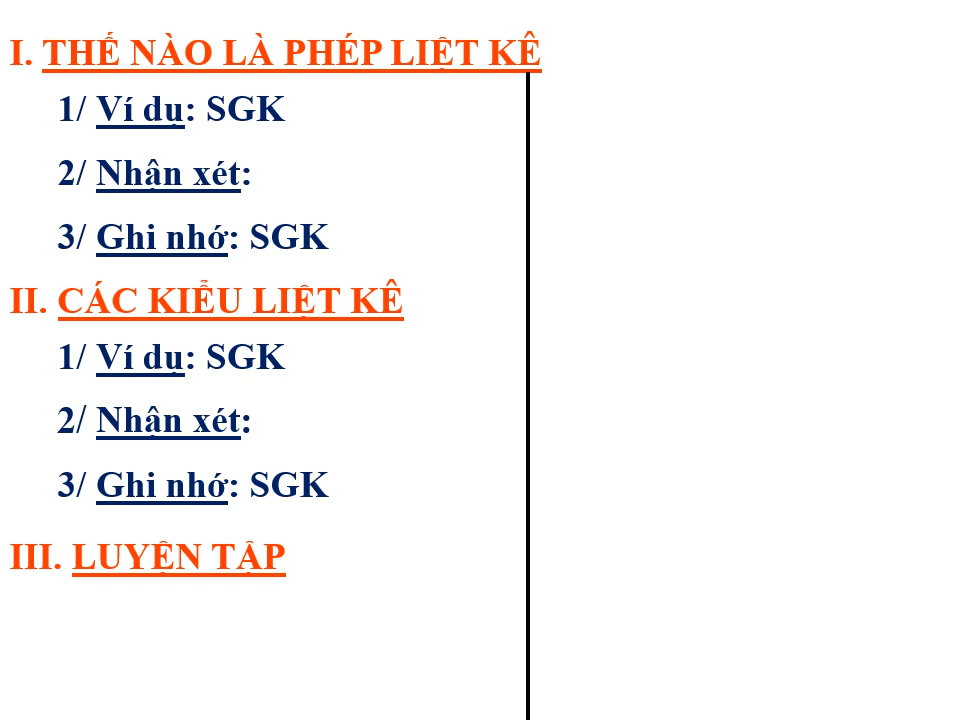 I. THẾ NÀO LÀ PHÉP LIỆT KÊ
1/ Ví dụ: SGK
2/ Nhận xét:
3/ Ghi nhớ: SGK
II. CÁC KIỂU LIỆT KÊ
1/ Ví dụ: SGK
2/ Nhận xét:
3/ Ghi nhớ: SGK
III. LUYỆN TẬP